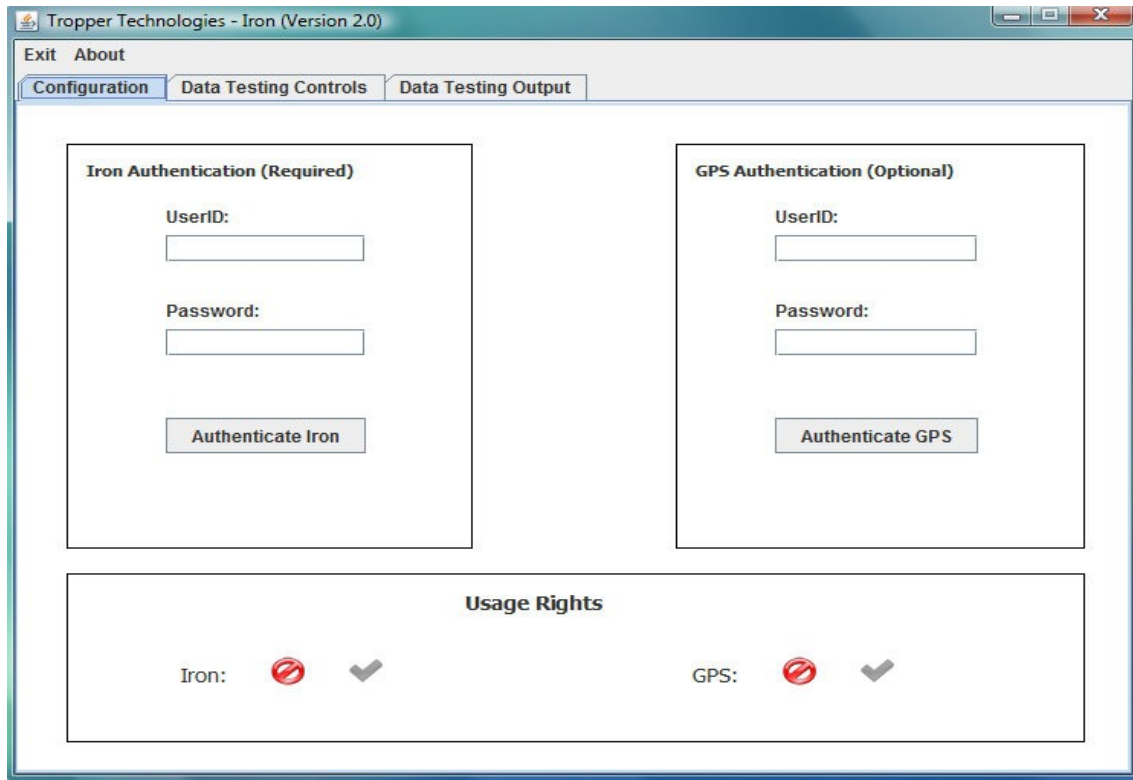 Tropper Technologies - Iron (Version 2.0)
Exit About
Configuration Data Testing Controls Data Testing Output
Iron Authentication (Required)
UserID:
Password:
Authenticate Iron
GPS Authentication (Optional)
UserID:
Password:
Authenticate GPS
Usage Rights
Iron:
GPS: